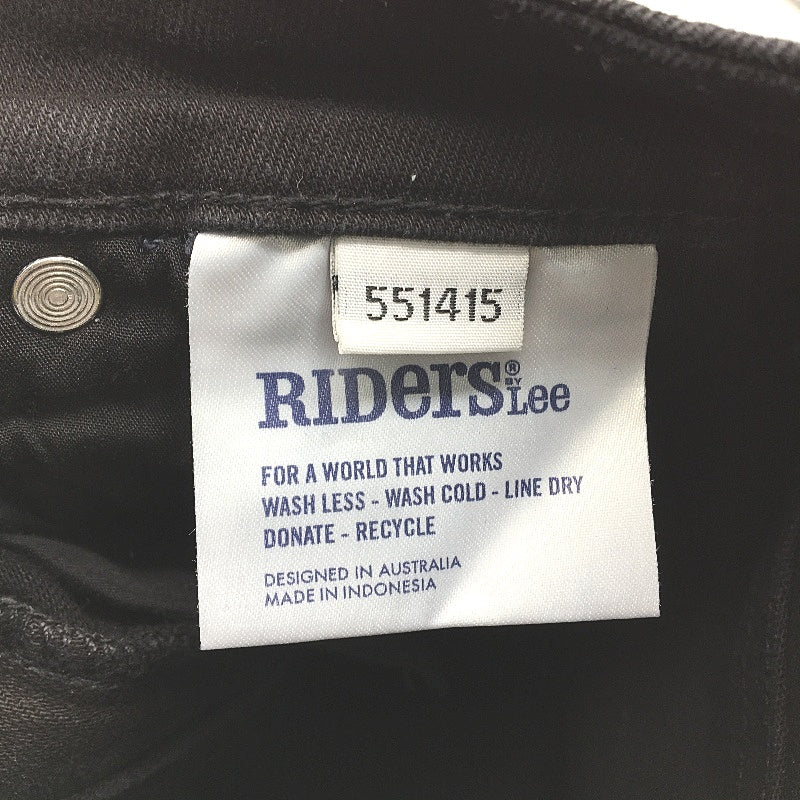 551415
RIDERS® BY Lee
FOR A WORLD THAT WORKS
WASH LESS - WASH COLD - LINE DRY
DONATE - RECYCLE
DESIGNED IN AUSTRALIA
MADE IN INDONESIA